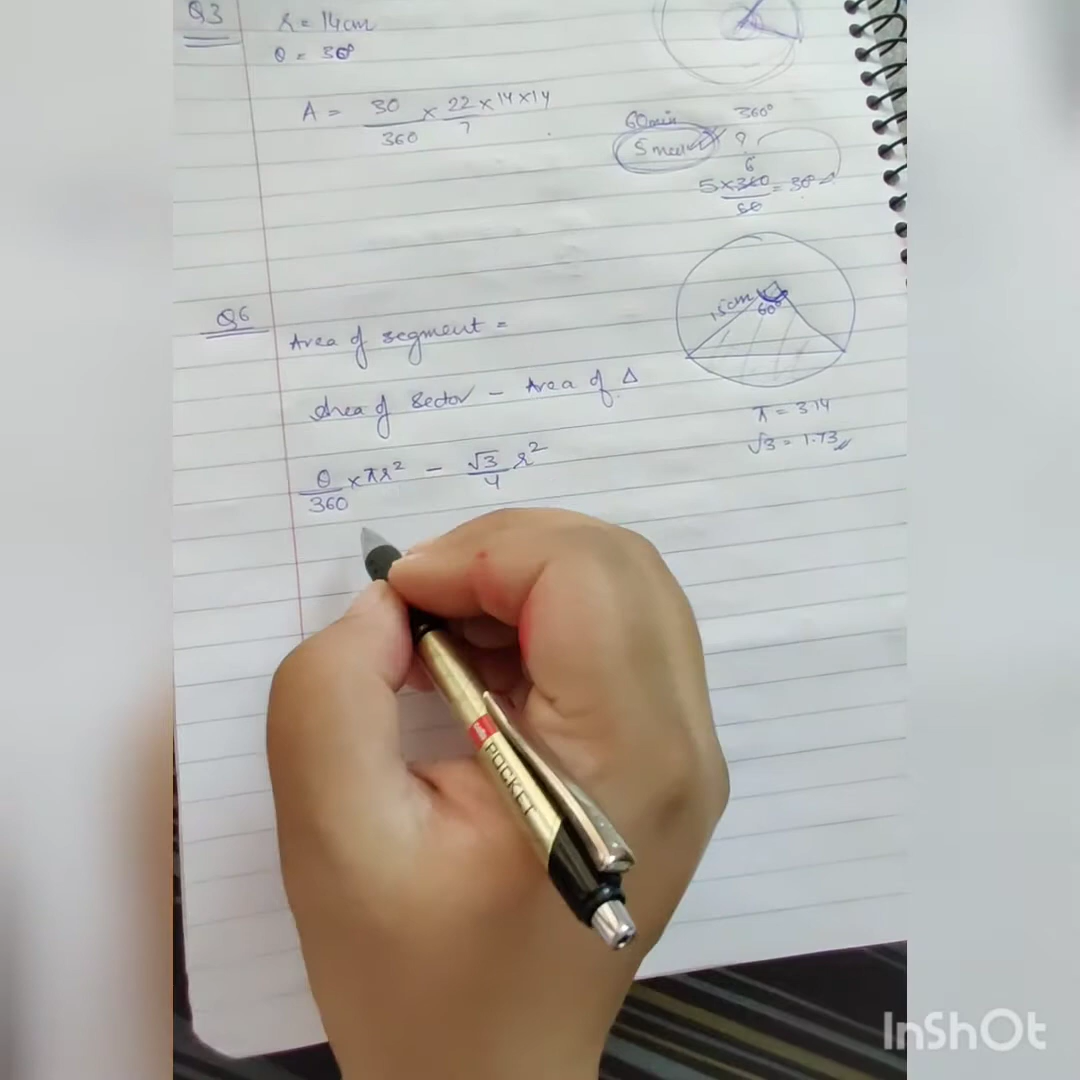 Q3
r = 14cm
θ = 30°
A = 30/360 × 22/7 × 14 × 14
60min 360°
5 min ?
6
5×360/60 = 30°
Q6
Area of segment =
Area of Sector – Area of Δ
θ/360 × πr² – √3/4 r²
15cm
60°
π = 3.14
√3 = 1.73
POCKET
InShOt